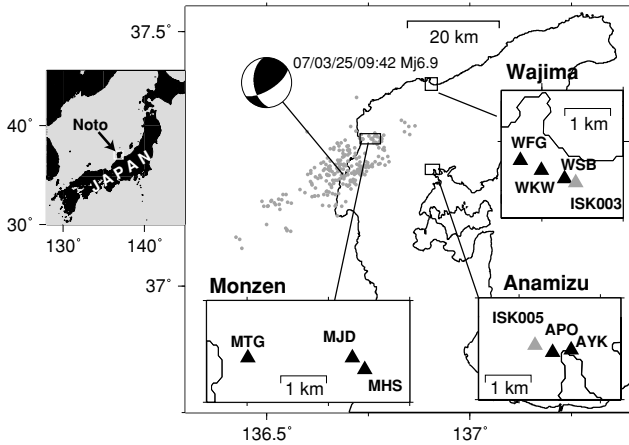 37.5°
20 km
07/03/25/09:42 Mj6.9
Wajima
1 km
WFG
WSB
WKW
ISK003
40°
Noto
JAPAN
30°
130°
140°
37°
Monzen
Anamizu
MTG
MJD
MHS
1 km
ISK005
APO
AYK
1 km
136.5°
137°